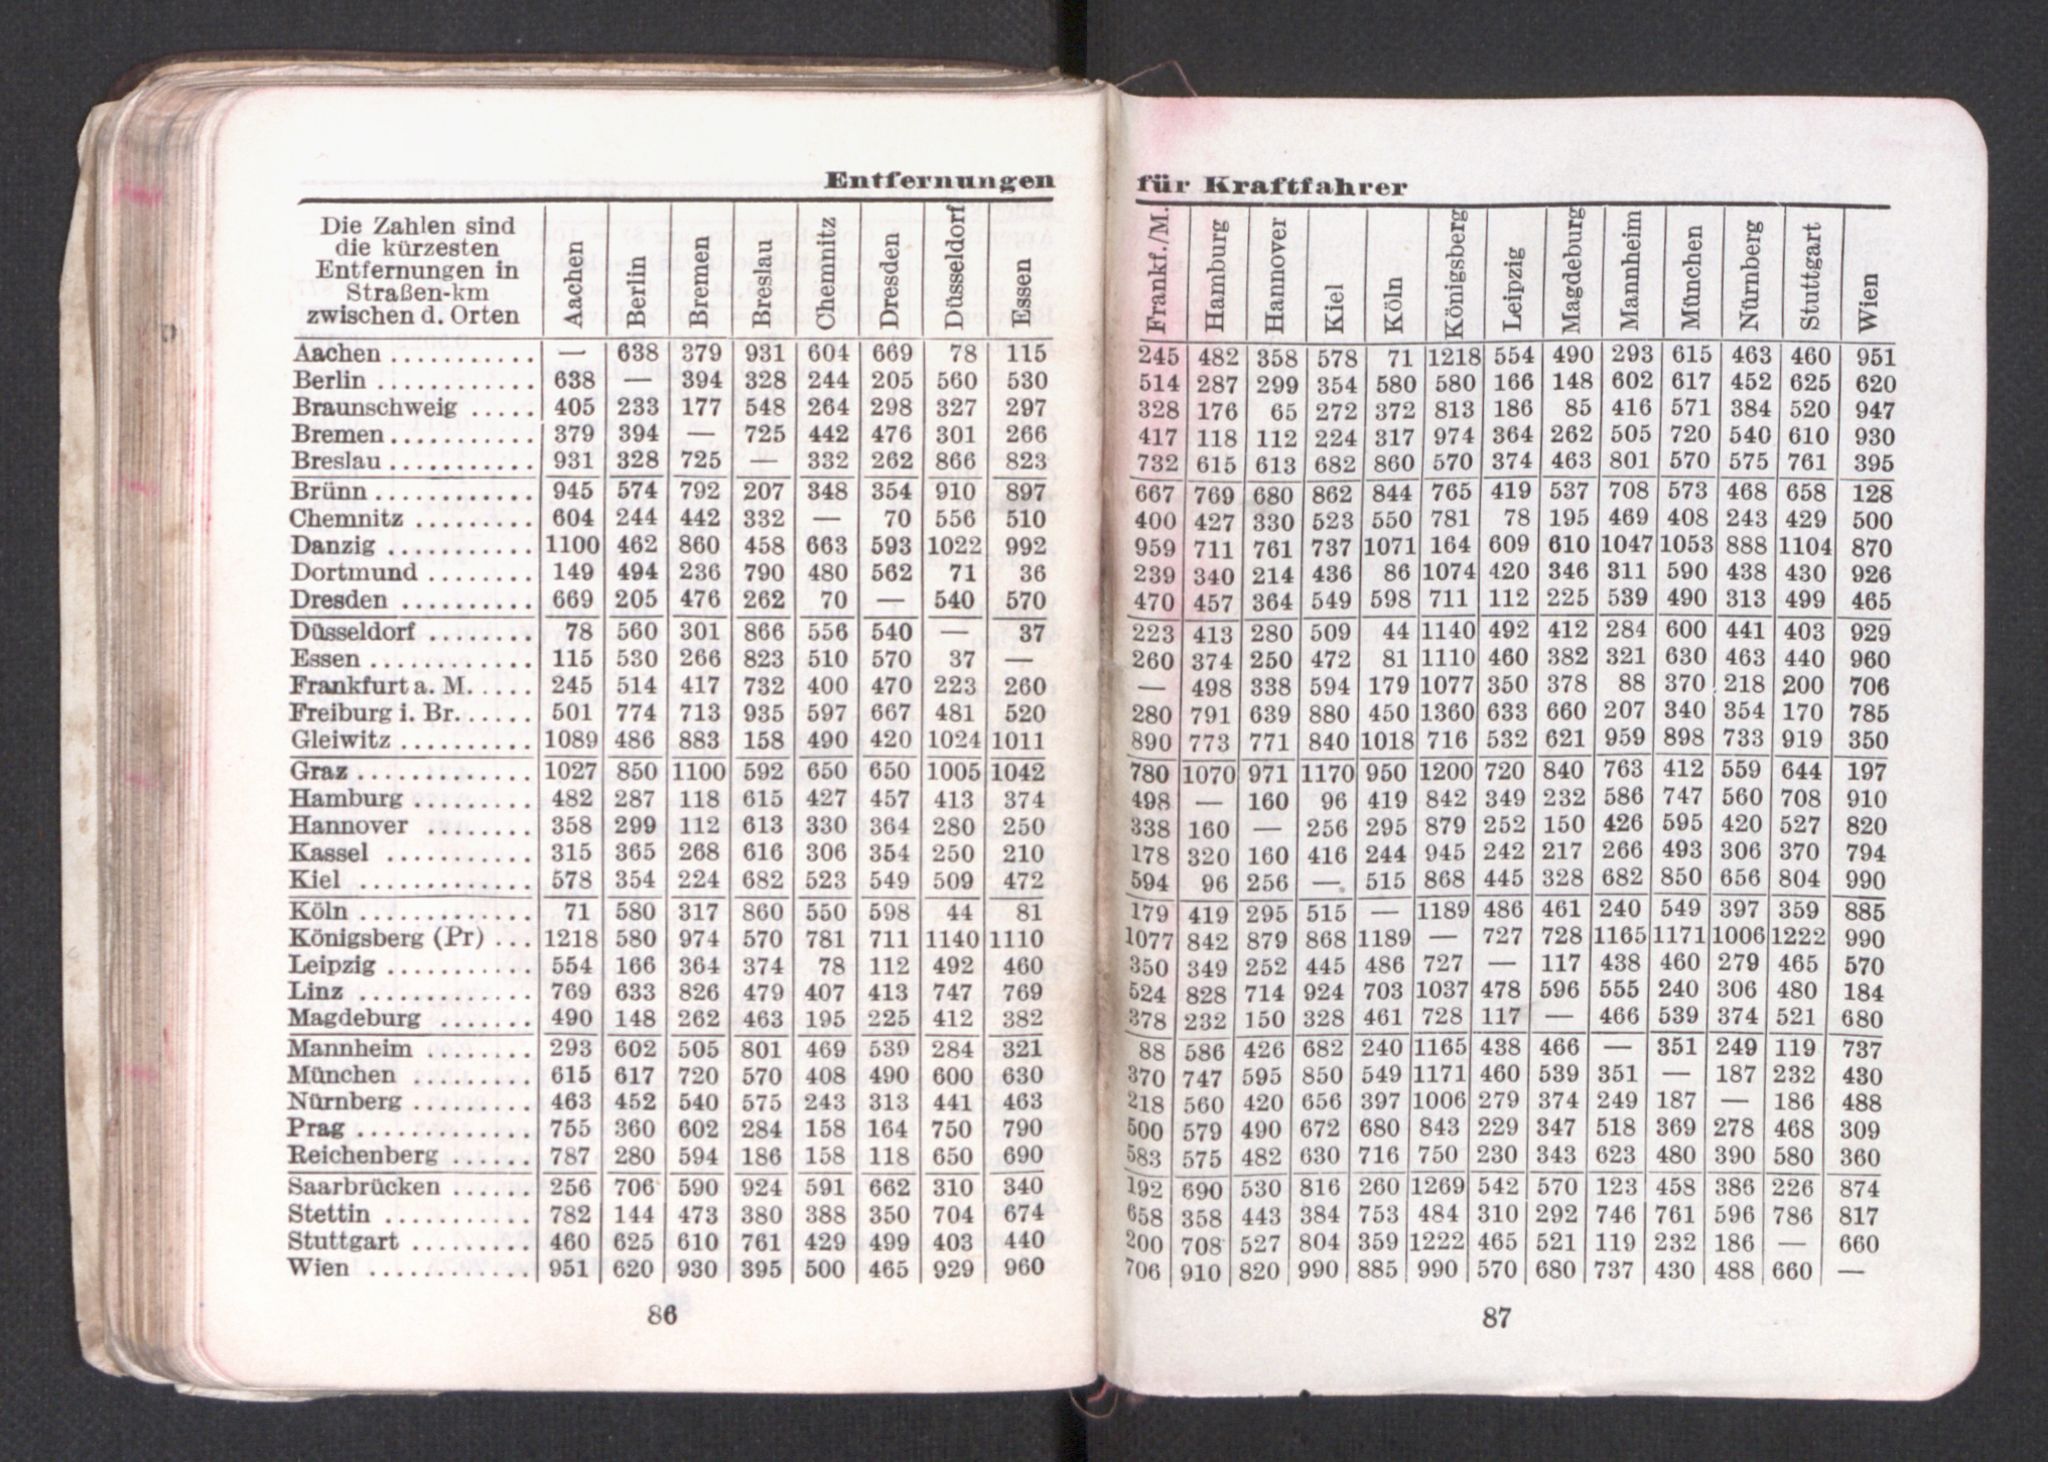 Entfernungen
Die Zahlen sind
die kürzesten
Entfernungen in
Straßen-km
zwischen d. Orten
Aachen Berlin Bremen Breslau Chemnitz Dresden Düsseldorf Essen
Aachen ........... — 638 379 931 604 669 78 115
Berlin ............ 638 — 394 328 244 205 560 530
Braunschweig ..... 405 233 177 548 264 298 327 297
Bremen ........... 379 394 — 725 442 476 301 266
Breslau ........... 931 328 725 — 332 262 866 823
Brünn ............ 945 574 792 207 348 354 910 897
Chemnitz ......... 604 244 442 332 — 70 556 510
Danzig ........... 1100 462 860 458 663 593 1022 992
Dortmund ........ 149 494 236 790 480 562 71 36
Dresden .......... 669 205 476 262 70 — 540 570
Düsseldorf ........ 78 560 301 866 556 540 — 37
Essen ............ 115 530 266 823 510 570 37 —
Frankfurt a. M. .... 245 514 417 732 400 470 223 260
Freiburg i. Br. ..... 501 774 713 935 597 667 481 520
Gleiwitz .......... 1089 486 883 158 490 420 1024 1011
Graz ............. 1027 850 1100 592 650 650 1005 1042
Hamburg ......... 482 287 118 615 427 457 413 374
Hannover ........ 358 299 112 613 330 364 280 250
Kassel ........... 315 365 268 616 306 354 250 210
Kiel ............. 578 354 224 682 523 549 509 472
Köln ............. 71 580 317 860 550 598 44 81
Königsberg (Pr) ... 1218 580 974 570 781 711 1140 1110
Leipzig ........... 554 166 364 374 78 112 492 460
Linz ............. 769 633 826 479 407 413 747 769
Magdeburg ....... 490 148 262 463 195 225 412 382
Mannheim ........ 293 602 505 801 469 539 284 321
München ......... 615 617 720 570 408 490 600 630
Nürnberg ......... 463 452 540 575 243 313 441 463
Prag ............. 755 360 602 284 158 164 750 790
Reichenberg ...... 787 280 594 186 158 118 650 690
Saarbrücken ...... 256 706 590 924 591 662 310 340
Stettin ........... 782 144 473 380 388 350 704 674
Stuttgart ......... 460 625 610 761 429 499 403 440
Wien ............ 951 620 930 395 500 465 929 960
86
für Kraftfahrer
Frankf./M. Hamburg Hannover Kiel Köln Königsberg Leipzig Magdeburg Mannheim München Nürnberg Stuttgart Wien
245 482 358 578 71 1218 554 490 293 615 463 460 951
514 287 299 354 580 580 166 148 602 617 452 625 620
328 176 65 272 372 813 186 85 416 571 384 520 947
417 118 112 224 317 974 364 262 505 720 540 610 930
732 615 613 682 860 570 374 463 801 570 575 761 395
667 769 680 862 844 765 419 537 708 573 468 658 128
400 427 330 523 550 781 78 195 469 408 243 429 500
959 711 761 737 1071 164 609 610 1047 1053 888 1104 870
239 340 214 436 86 1074 420 346 311 590 438 430 926
470 457 364 549 598 711 112 225 539 490 313 499 465
223 413 280 509 44 1140 492 412 284 600 441 403 929
260 374 250 472 81 1110 460 382 321 630 463 440 960
— 498 338 594 179 1077 350 378 88 370 218 200 706
280 791 639 880 450 1360 633 660 207 340 354 170 785
890 773 771 840 1018 716 532 621 959 898 733 919 350
780 1070 971 1170 950 1200 720 840 763 412 559 644 197
498 — 160 96 419 842 349 232 586 747 560 708 910
338 160 — 256 295 879 252 150 426 595 420 527 820
178 320 160 416 244 945 242 217 266 493 306 370 794
594 96 256 — 515 868 445 328 682 850 656 804 990
179 419 295 515 — 1189 486 461 240 549 397 359 885
1077 842 879 868 1189 — 727 728 1165 1171 1006 1222 990
350 349 252 445 486 727 — 117 438 460 279 465 570
524 828 714 924 703 1037 478 596 555 240 306 480 184
378 232 150 328 461 728 117 — 466 539 374 521 680
88 586 426 682 240 1165 438 466 — 351 249 119 737
370 747 595 850 549 1171 460 539 351 — 187 232 430
218 560 420 656 397 1006 279 374 249 187 — 186 488
500 579 490 672 680 843 229 347 518 369 278 468 309
583 575 482 630 716 750 230 343 623 480 390 580 360
192 690 530 816 260 1269 542 570 123 458 386 226 874
658 358 443 384 753 484 310 292 746 761 596 786 817
200 708 527 804 359 1222 465 521 119 232 186 — 660
706 910 820 990 885 990 570 680 737 430 488 660 —
87